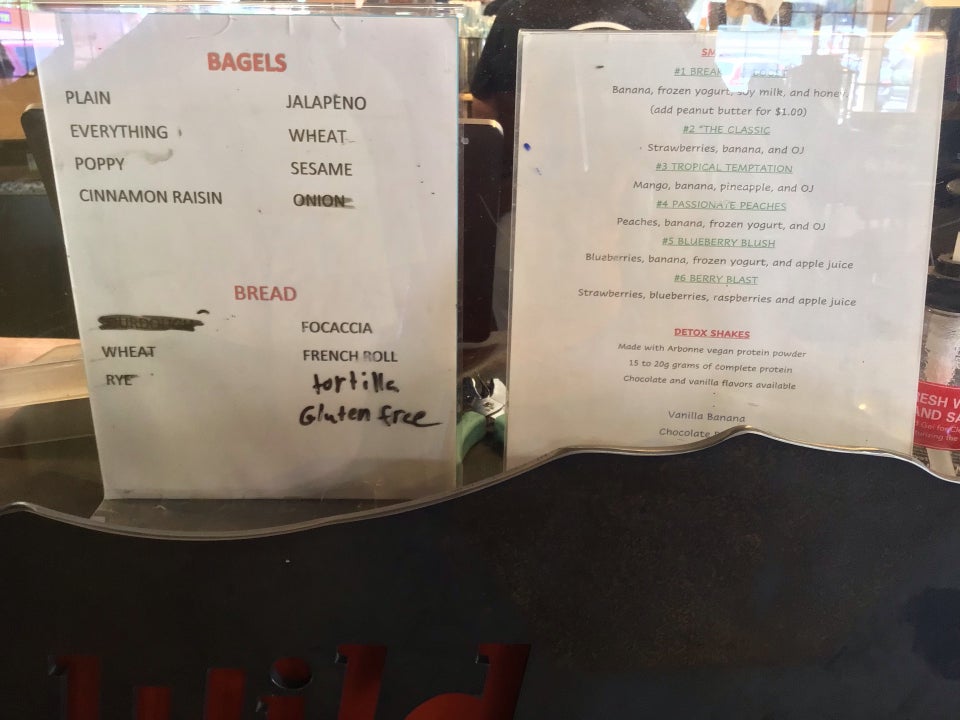 BAGELS
PLAIN
EVERYTHING
POPPY
CINNAMON RAISIN
JALAPENO
WHEAT
SESAME
ONION
BREAD
WHEAT
RYE
FOCACCIA
FRENCH ROLL
tortilla
Gluten free
#1
Banana, frozen yogurt, soy milk, and honey.
(add peanut butter for $1.00)
#2 "THE CLASSIC
Strawberries, banana, and OJ
#3 TROPICAL TEMPTATION
Mango, banana, pineapple, and OJ
#4 PASSIONATE PEACHES
Peaches, banana, frozen yogurt, and OJ
#5 BLUEBERRY BLUSH
Blueberries, banana, frozen yogurt, and apple juice
#6 BERRY BLAST
Strawberries, blueberries, raspberries and apple juice
DETOX SHAKES
Made with Arbonne vegan protein powder
15 to 20g grams of complete protein
Chocolate and vanilla flavors available
Vanilla Banana
Chocolate